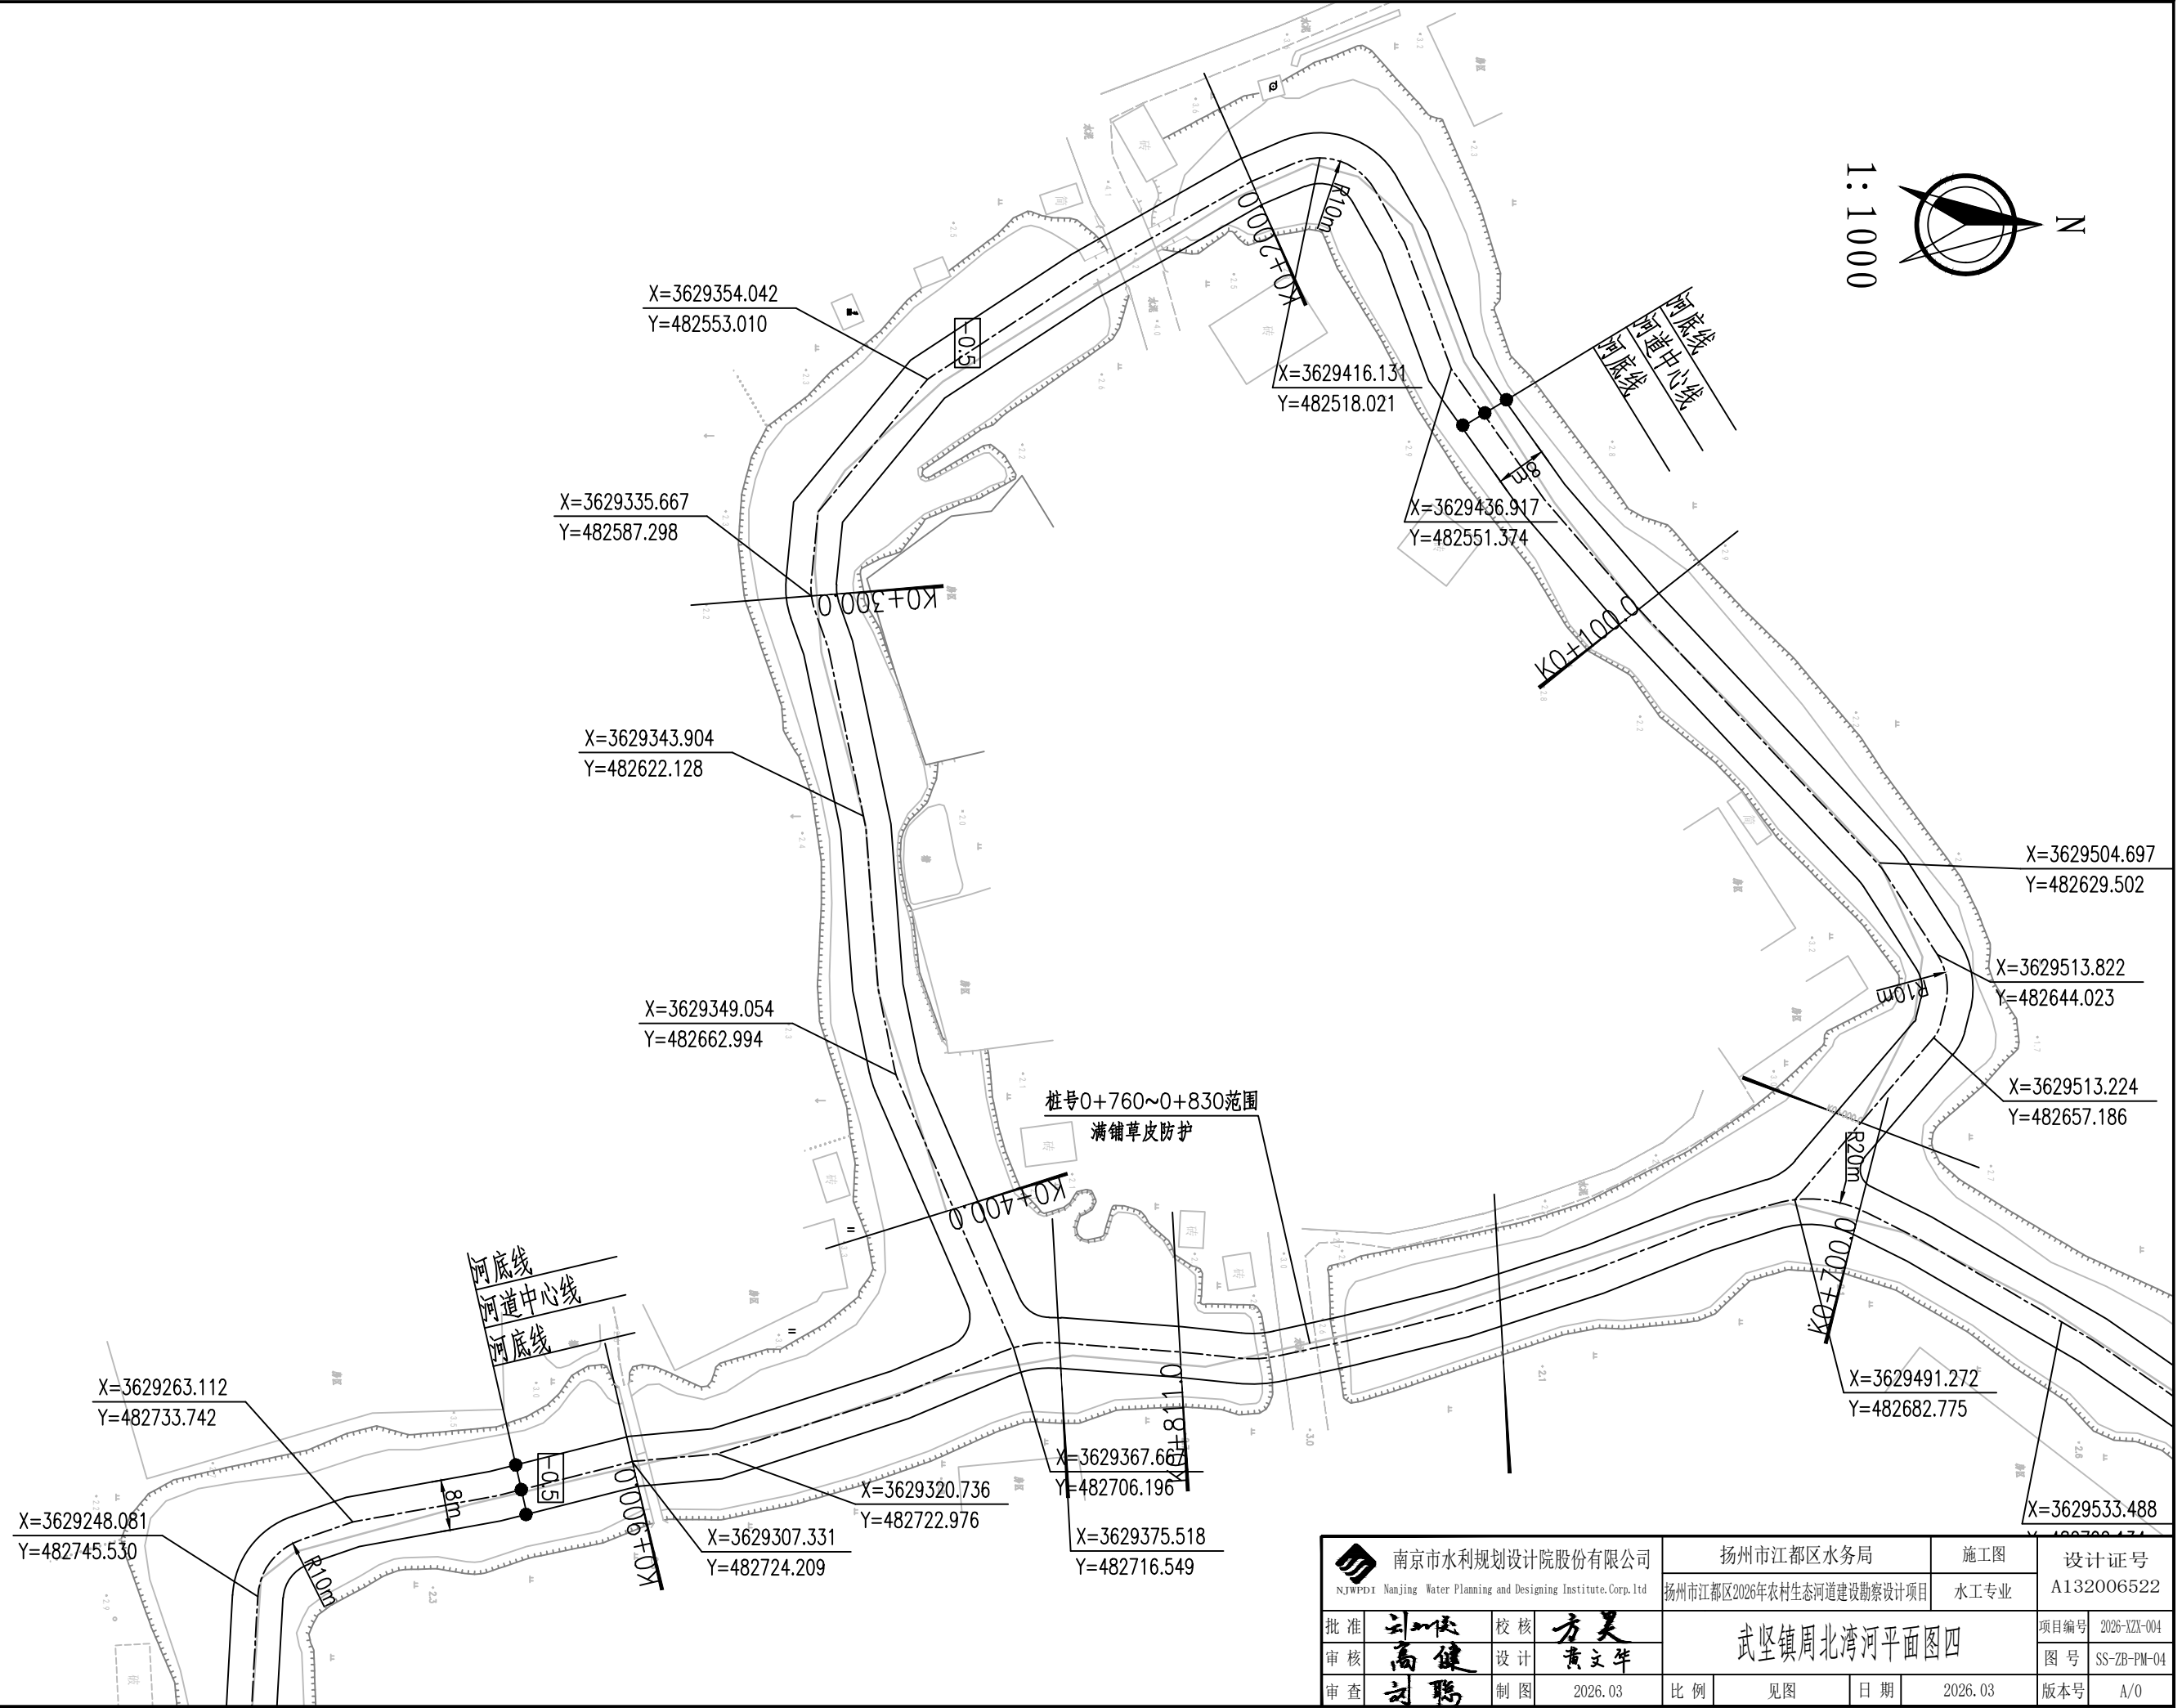 N
1:1000
X=3629354.042
Y=482553.010
-0.5
K0+200.0
R10m
X=3629416.131
Y=482518.021
河底线
河道中心线
河底线
8m
X=3629335.667
Y=482587.298
X=3629436.917
Y=482551.374
K0+300.0
K0+100.0
X=3629343.904
Y=482622.128
X=3629504.697
Y=482629.502
X=3629513.822
Y=482644.023
R10m
X=3629349.054
Y=482662.994
桩号0+760~0+830范围
满铺草皮防护
X=3629513.224
Y=482657.186
R20m
K0+400.0
K0+200.0
河底线
河道中心线
河底线
X=3629263.112
Y=482733.742
-0.5
8m
K0+900.0
K0+811.0
X=3629367.667
Y=482706.196
X=3629320.736
Y=482722.976
X=3629491.272
Y=482682.775
X=3629248.081
Y=482745.530
R10m
X=3629307.331
Y=482724.209
X=3629375.518
Y=482716.549
X=3629533.488
NJWPDI
南京市水利规划设计院股份有限公司
Nanjing Water Planning and Designing Institute.Corp.ltd
扬州市江都区水务局
施工图
设计证号
A132006522
扬州市江都区2026年农村生态河道建设勘察设计项目
水工专业
批 准
校 核
方昊
武坚镇周北湾河平面图四
项目编号
2026-XZX-004
审 核
高健
设 计
黄文华
图 号
SS-ZB-PM-04
审 查
刘聪
制 图
2026.03
比 例
见图
日 期
2026.03
版本号
A/0